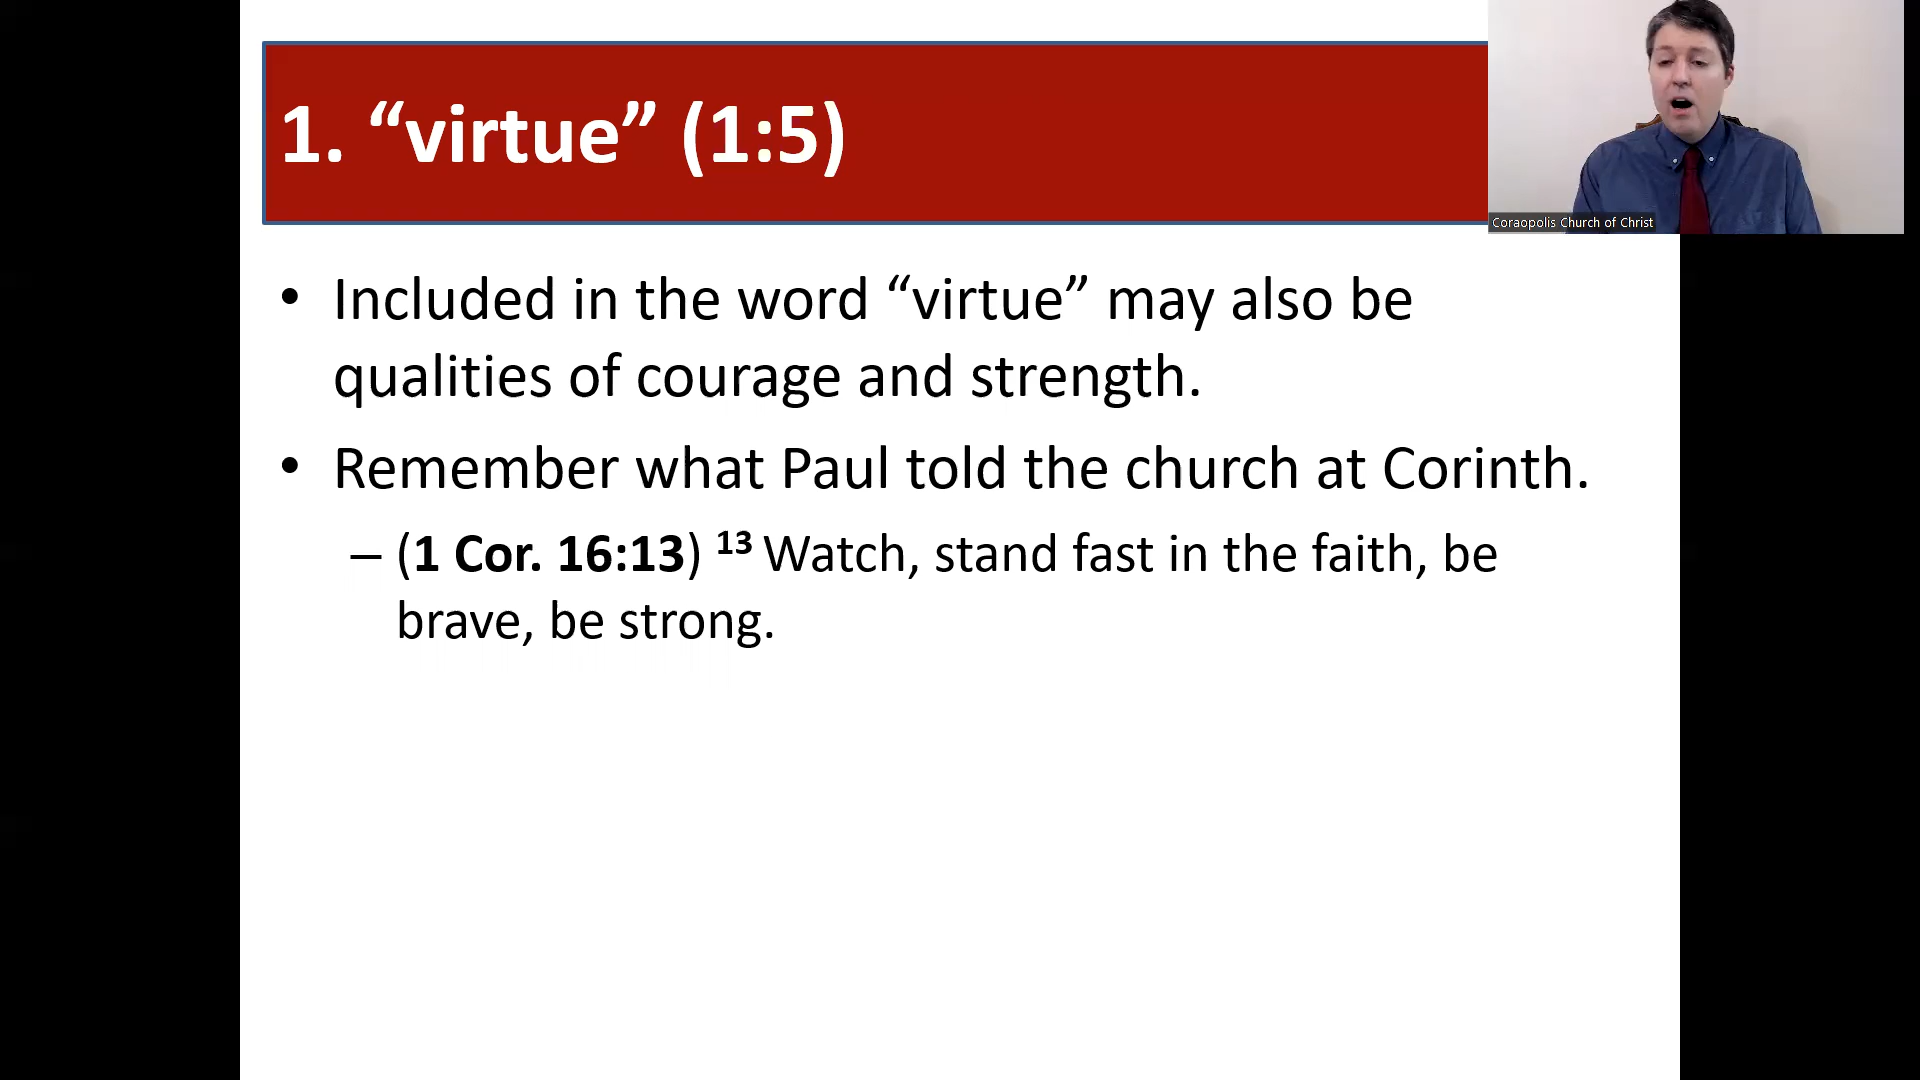 1. “virtue” (1:5)
Coraopolis Church of Christ
• Included in the word “virtue” may also be
qualities of courage and strength.
• Remember what Paul told the church at Corinth.
– (1 Cor. 16:13) ¹³ Watch, stand fast in the faith, be
brave, be strong.